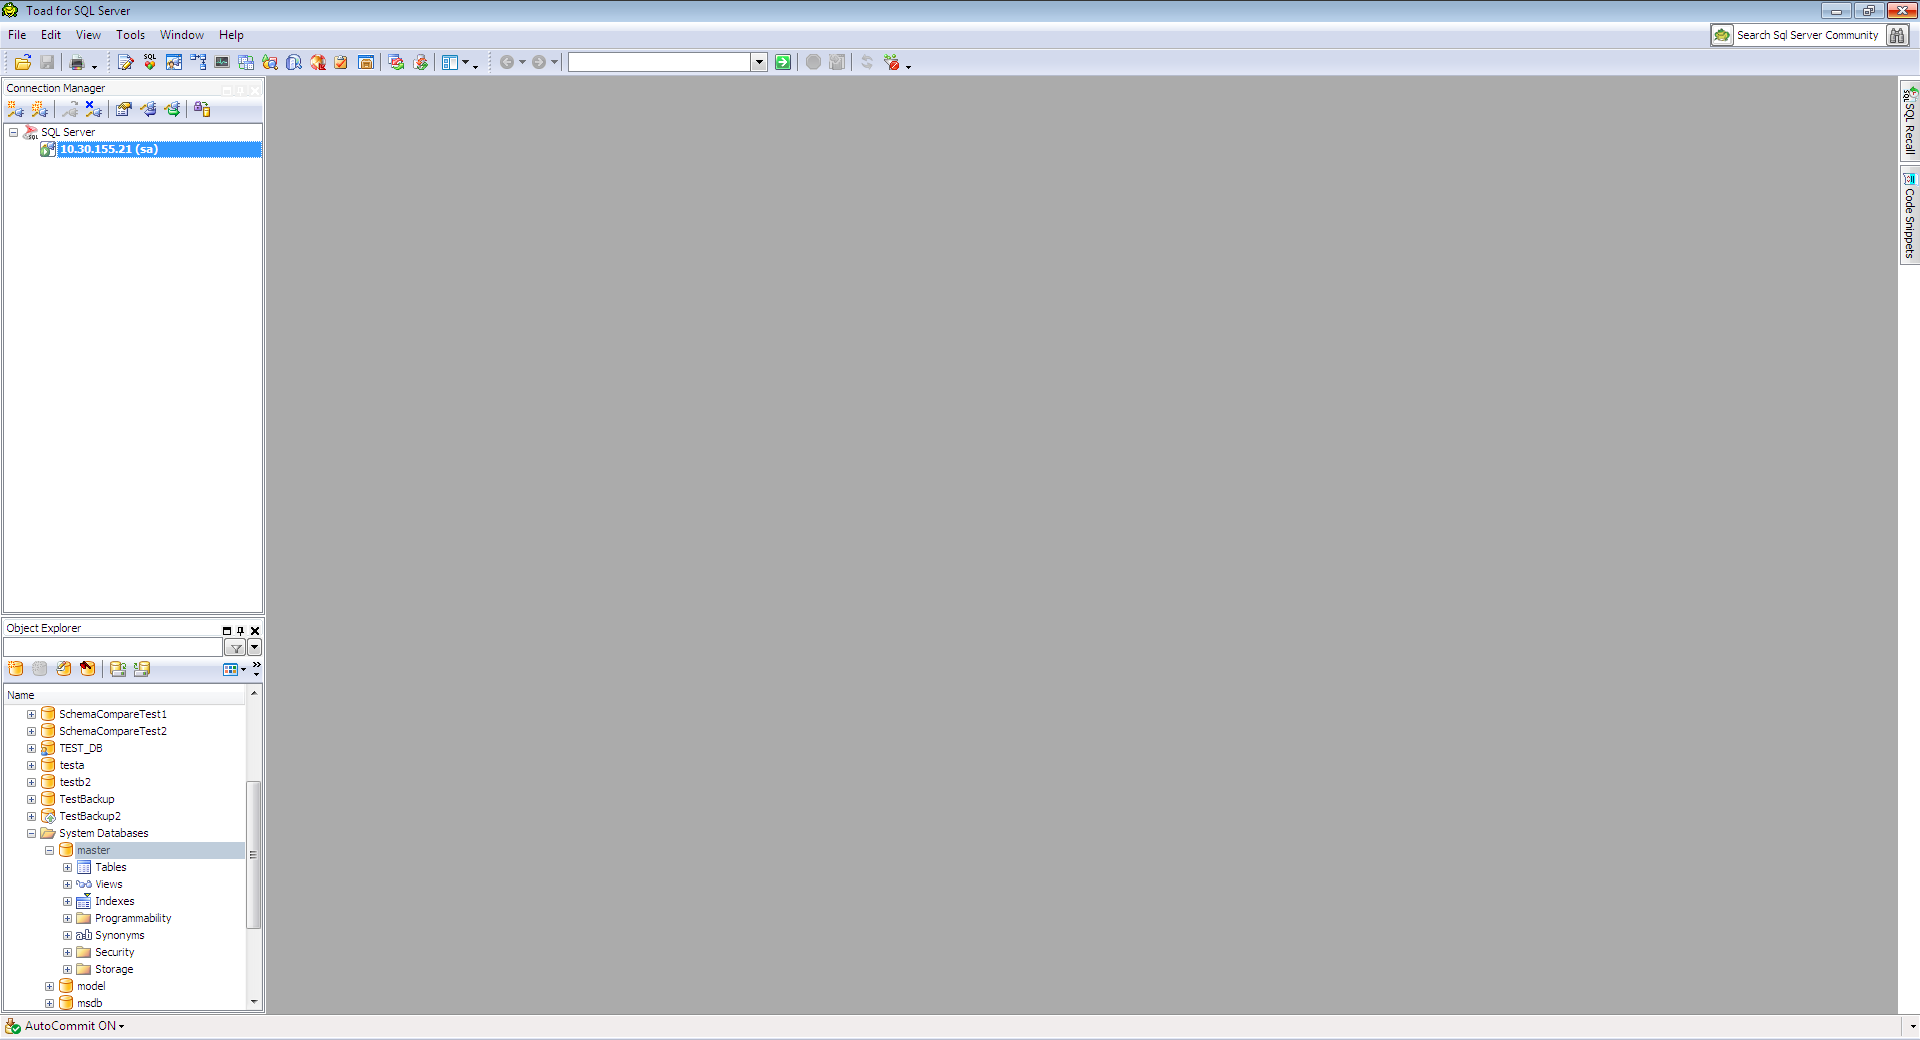 Toad for SQL Server
File Edit View Tools Window Help
Search Sql Server Community
SQL
Connection Manager
SQL Server
10.30.155.21 (sa)
SQL Recall
Code Snippets
Object Explorer
Name
SchemaCompareTest1
SchemaCompareTest2
TEST_DB
testa
testb2
TestBackup
TestBackup2
System Databases
master
Tables
Views
Indexes
Programmability
Synonyms
Security
Storage
model
msdb
AutoCommit ON